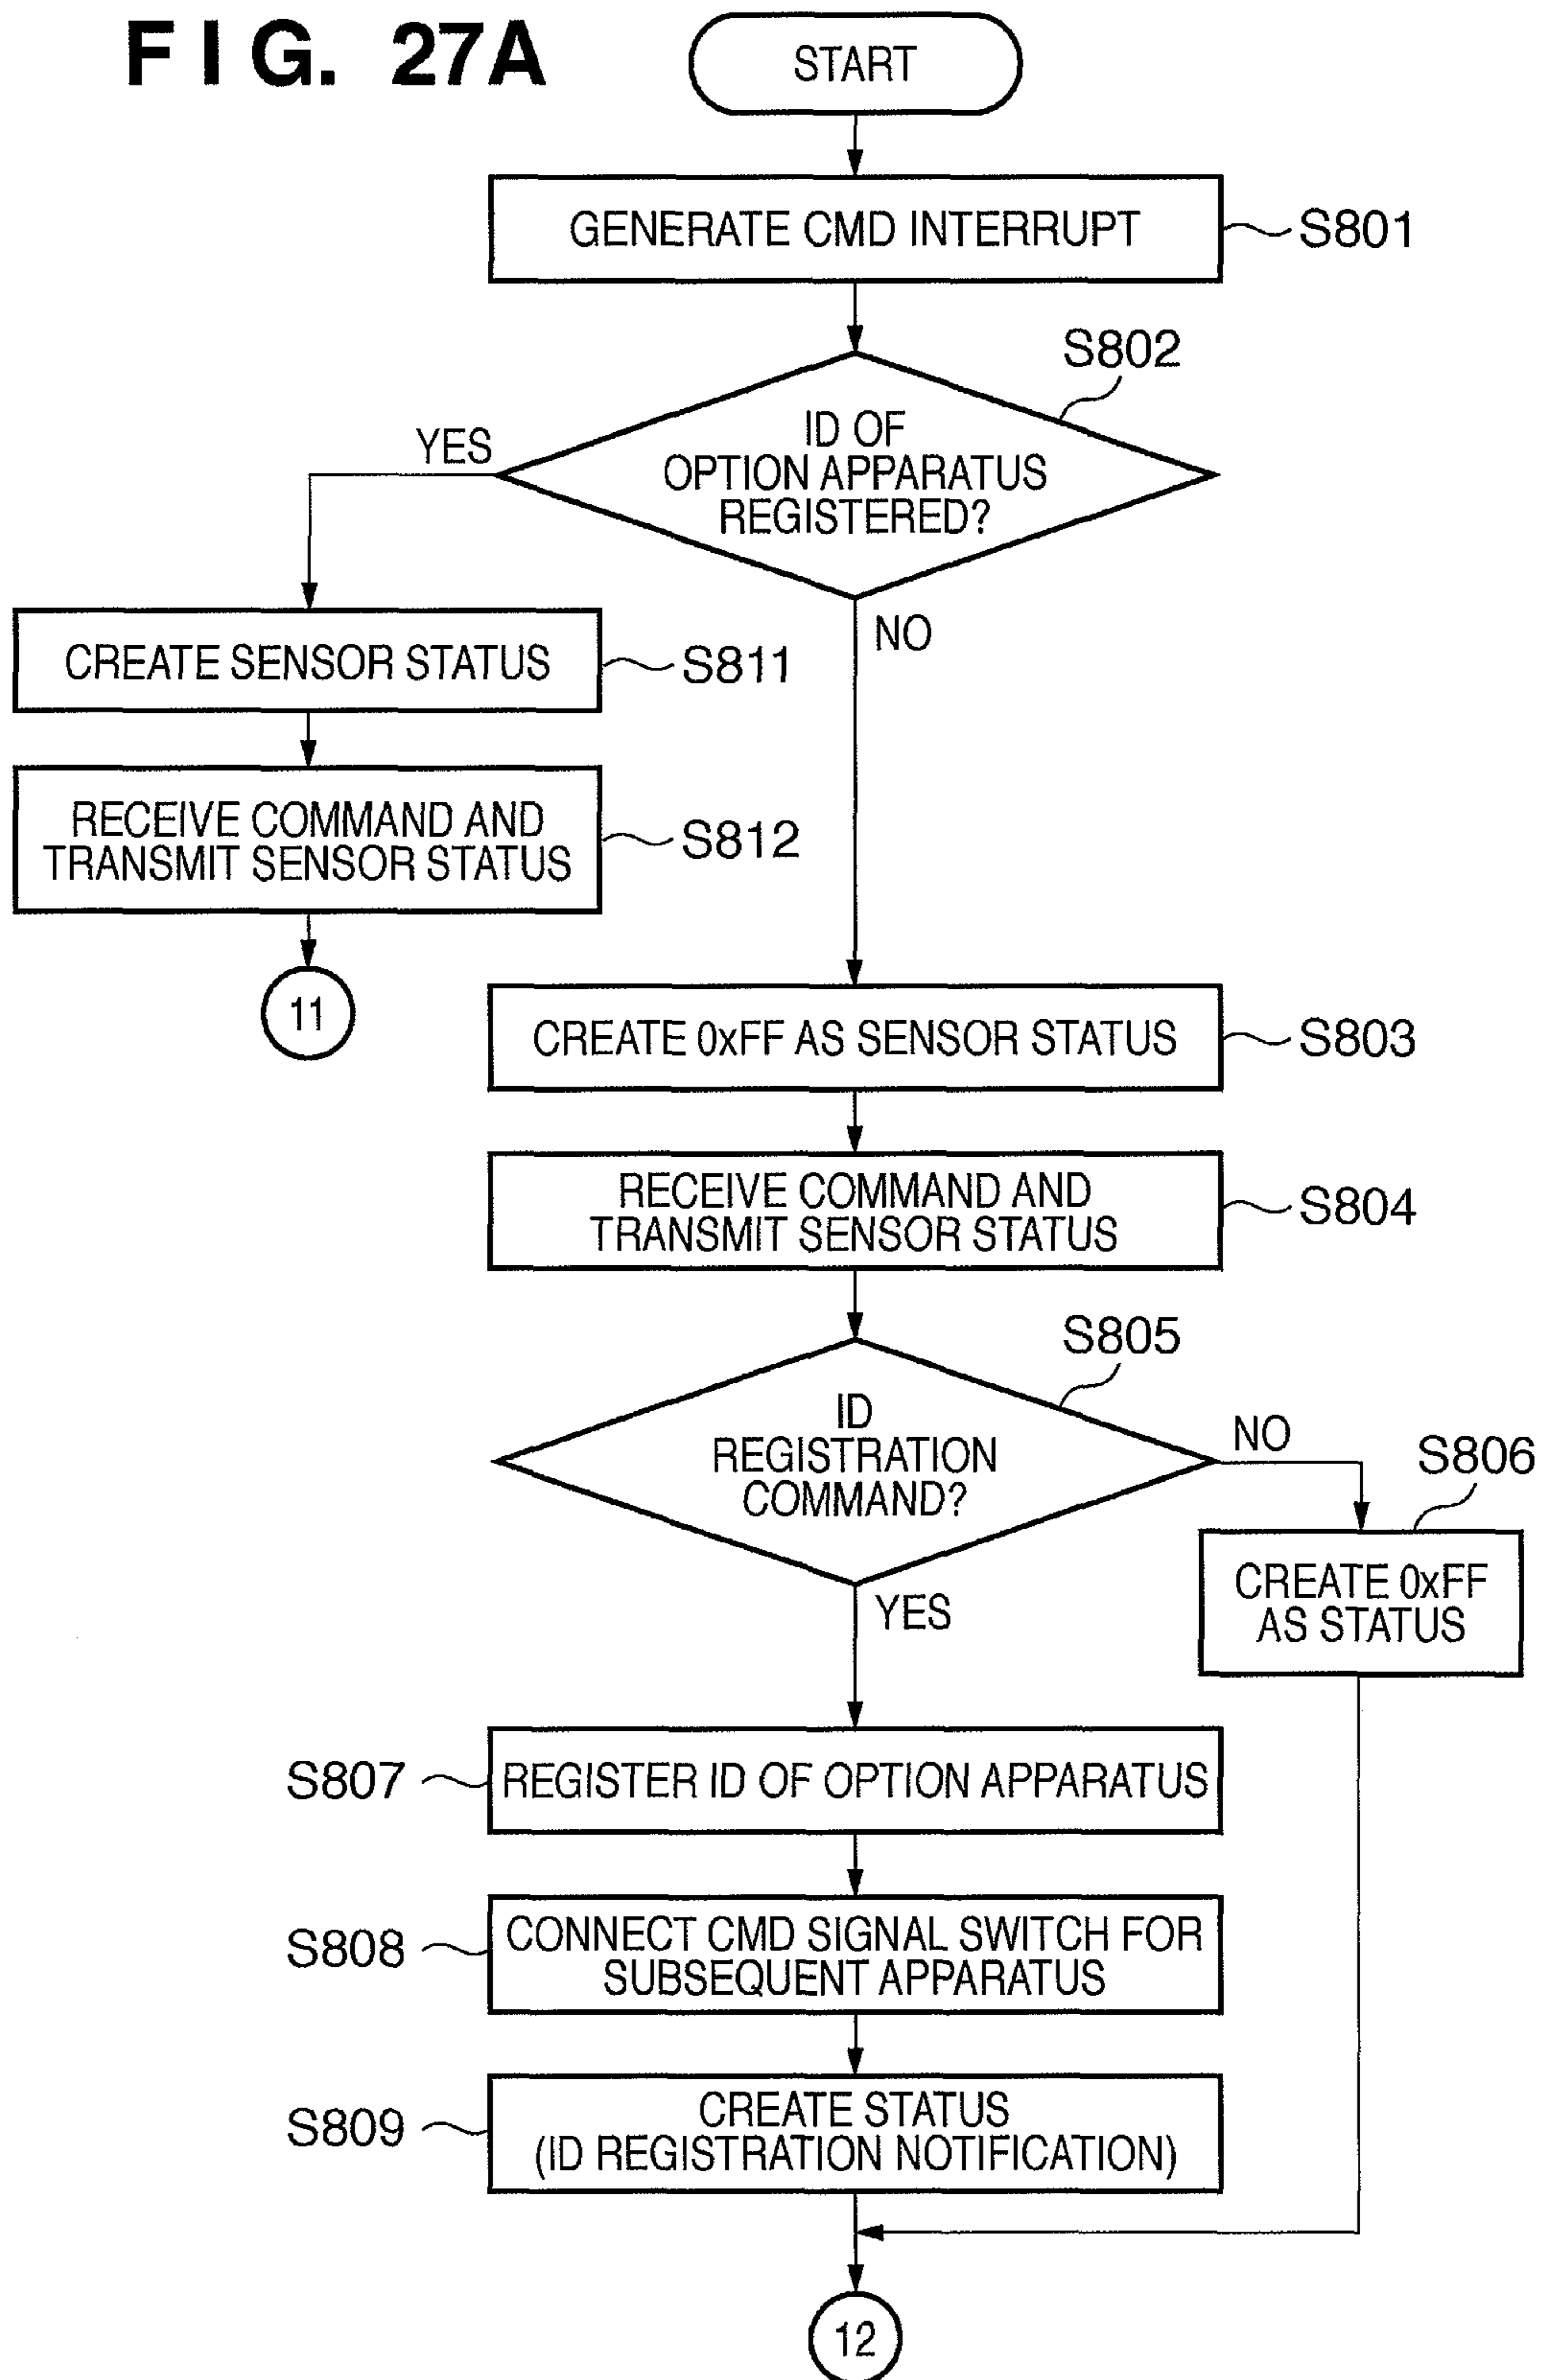 FIG. 27A
START
GENERATE CMD INTERRUPT
S801
S802
ID OF
OPTION APPARATUS
REGISTERED?
YES
NO
CREATE SENSOR STATUS
S811
RECEIVE COMMAND AND
TRANSMIT SENSOR STATUS
S812
11
CREATE 0xFF AS SENSOR STATUS
S803
RECEIVE COMMAND AND
TRANSMIT SENSOR STATUS
S804
S805
ID
REGISTRATION
COMMAND?
NO
S806
CREATE 0xFF
AS STATUS
YES
S807
REGISTER ID OF OPTION APPARATUS
S808
CONNECT CMD SIGNAL SWITCH FOR
SUBSEQUENT APPARATUS
S809
CREATE STATUS
(ID REGISTRATION NOTIFICATION)
12